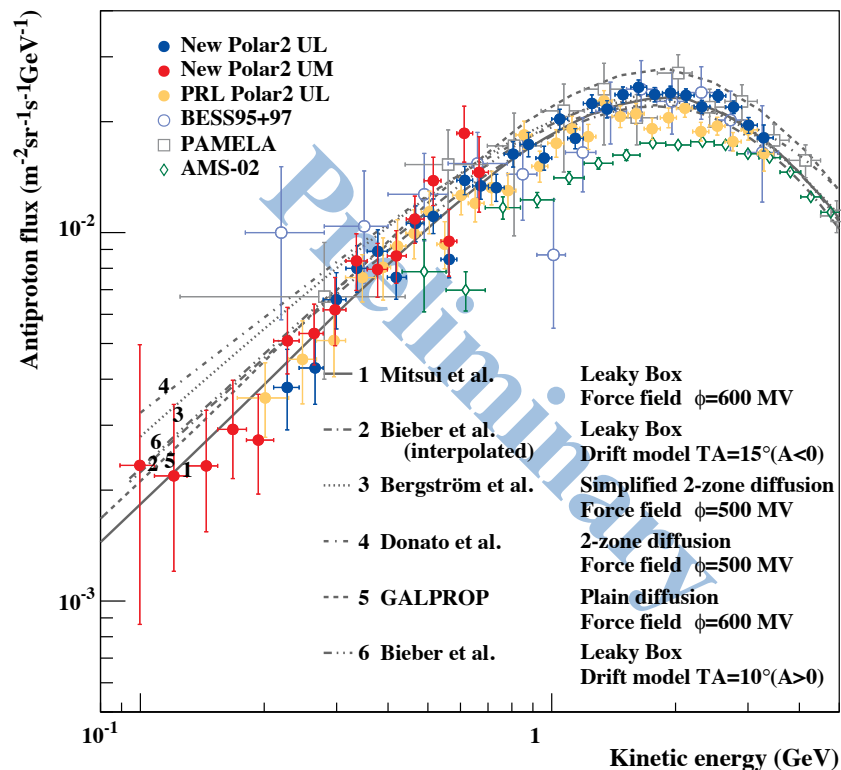 New Polar2 UL
New Polar2 UM
PRL Polar2 UL
BESS95+97
PAMELA
AMS-02
Antiproton flux (m⁻²sr⁻¹s⁻¹GeV⁻¹)
10⁻²
10⁻³
4
3
6
2 5
1
1 Mitsui et al. Leaky Box
Force field ϕ=600 MV
2 Bieber et al. Leaky Box
(interpolated) Drift model TA=15°(A<0)
3 Bergström et al. Simplified 2-zone diffusion
Force field ϕ=500 MV
4 Donato et al. 2-zone diffusion
Force field ϕ=500 MV
5 GALPROP Plain diffusion
Force field ϕ=600 MV
6 Bieber et al. Leaky Box
Drift model TA=10°(A>0)
Preliminary
10⁻¹ 1
Kinetic energy (GeV)